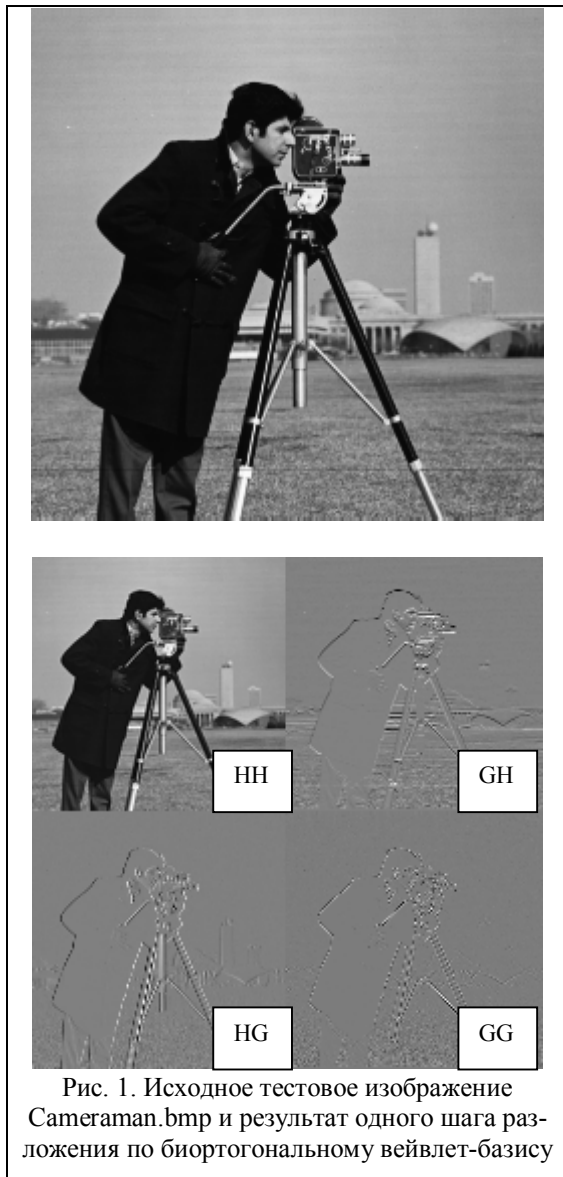 HH
GH
HG
GG
Рис. 1. Исходное тестовое изображение
Cameraman.bmp и результат одного шага раз-
ложения по биортогональному вейвлет-базису